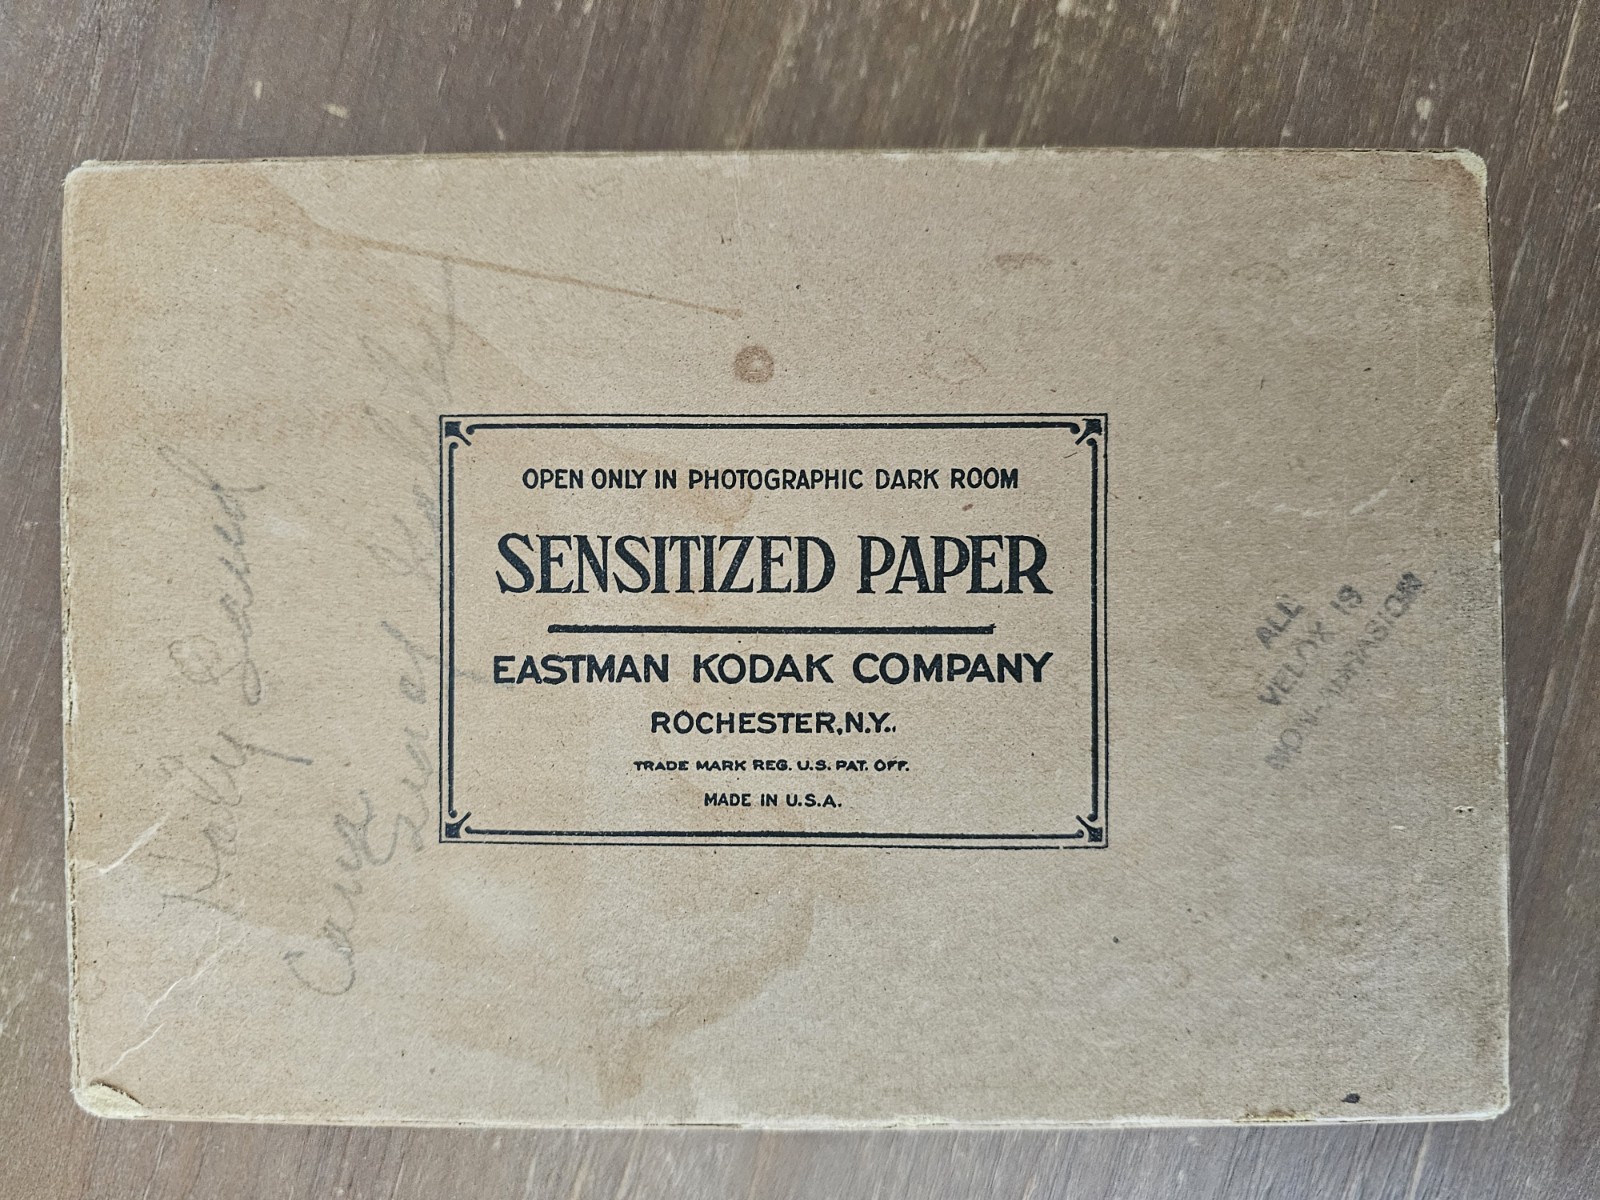 OPEN ONLY IN PHOTOGRAPHIC DARK ROOM
SENSITIZED PAPER
EASTMAN KODAK COMPANY
ROCHESTER, N.Y..
TRADE MARK REG. U.S. PAT. OFF.
MADE IN U.S.A.
ALL
VELOX IS
NON-ABRASION